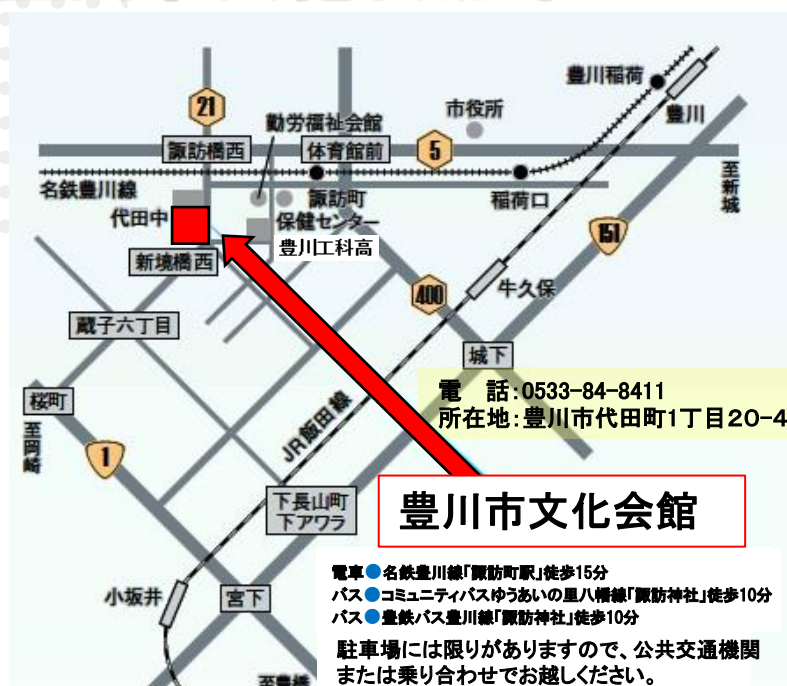 豊川稲荷
豊川
市役所
21
勤労福祉会館
諏訪橋西
体育館前
5
至新城
名鉄豊川線
諏訪町
稲荷口
代田中
保健センター
豊川工科高
151
新境橋西
400
牛久保
蔵子六丁目
城下
電　話:0533-84-8411
所在地:豊川市代田町1丁目20-4
桜町
至岡崎
1
JR飯田線
下長山町
下アワラ
豊川市文化会館
電車●名鉄豊川線「諏訪町駅」徒歩15分
バス●コミュニティバスゆうあいの里八幡線「諏訪神社」徒歩10分
バス●豊鉄バス豊川線「諏訪神社」徒歩10分
小坂井
宮下
駐車場には限りがありますので、公共交通機関
または乗り合わせでお越しください。
至豊橋